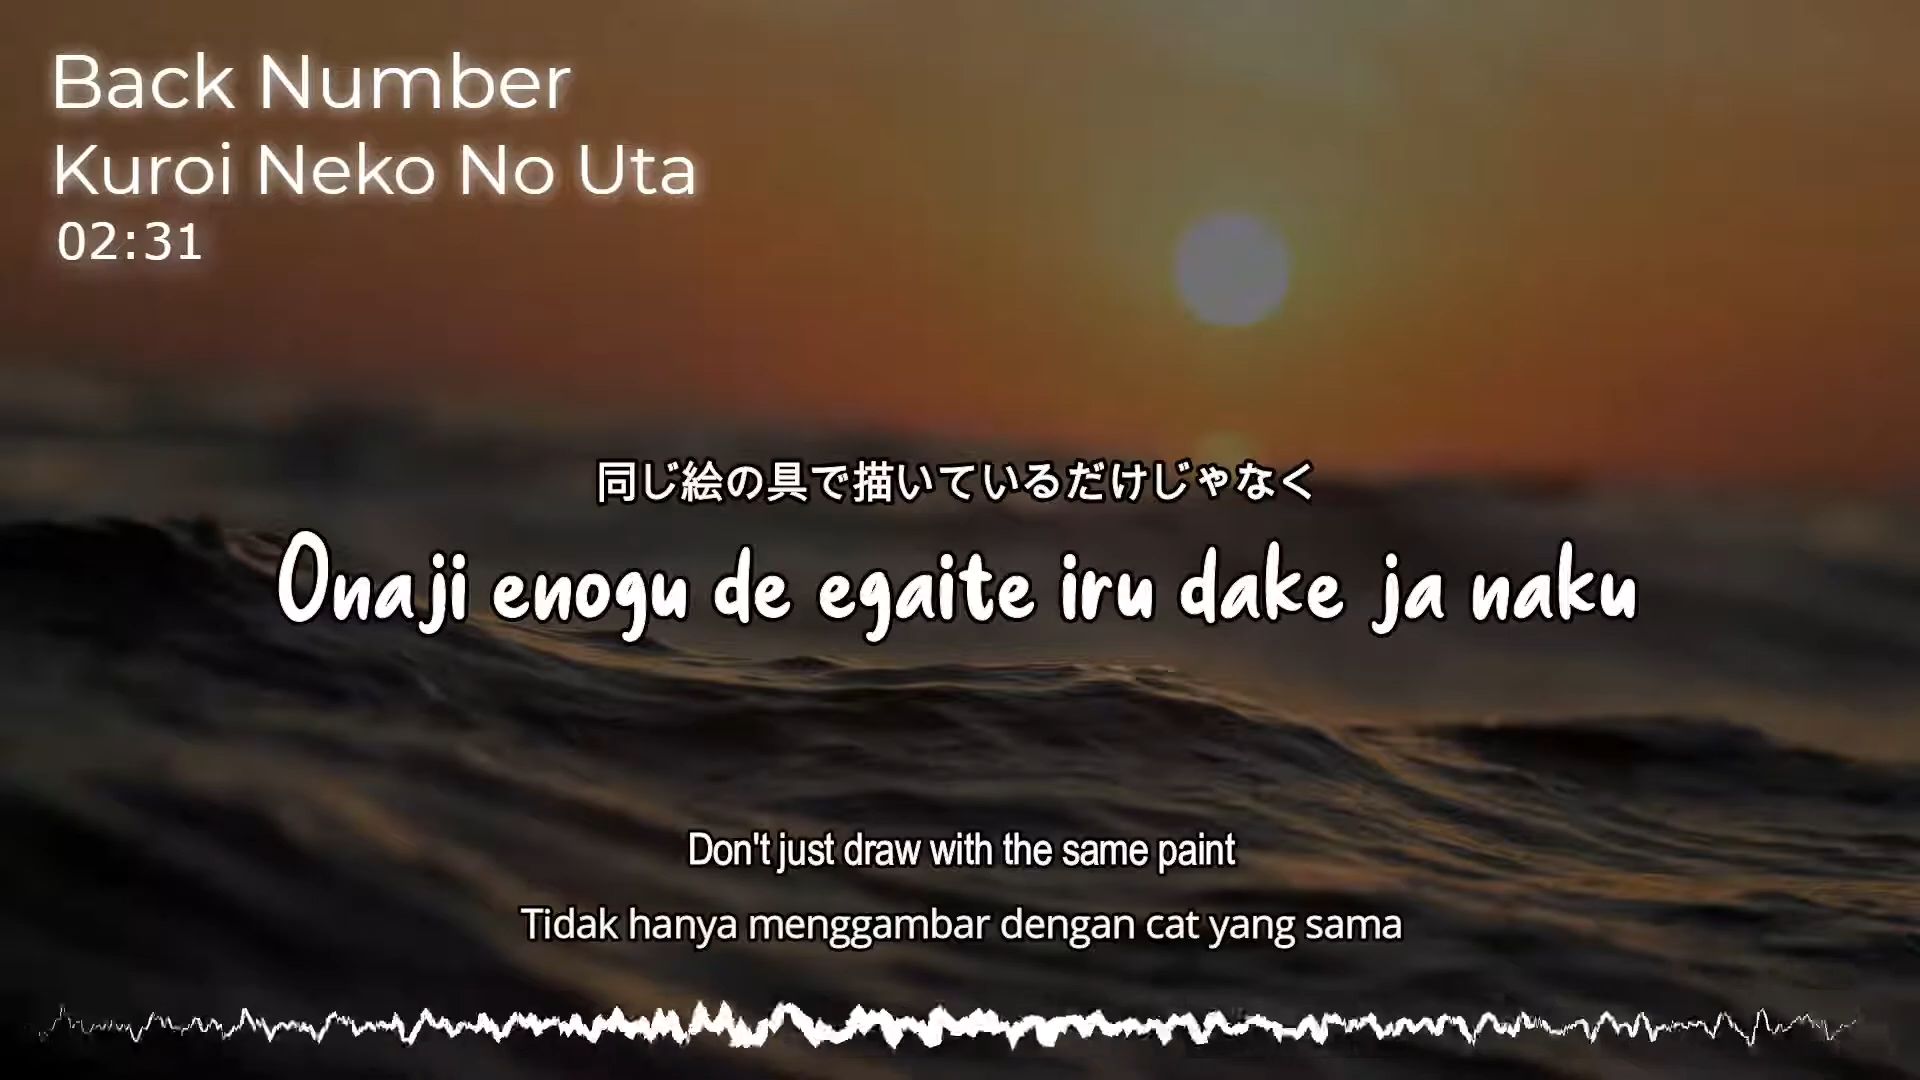 Back Number
Kuroi Neko No Uta
02:31
同じ絵の具で描いているだけじゃなく
Onaji enogu de egaite iru dake ja naku
Don't just draw with the same paint
Tidak hanya menggambar dengan cat yang sama